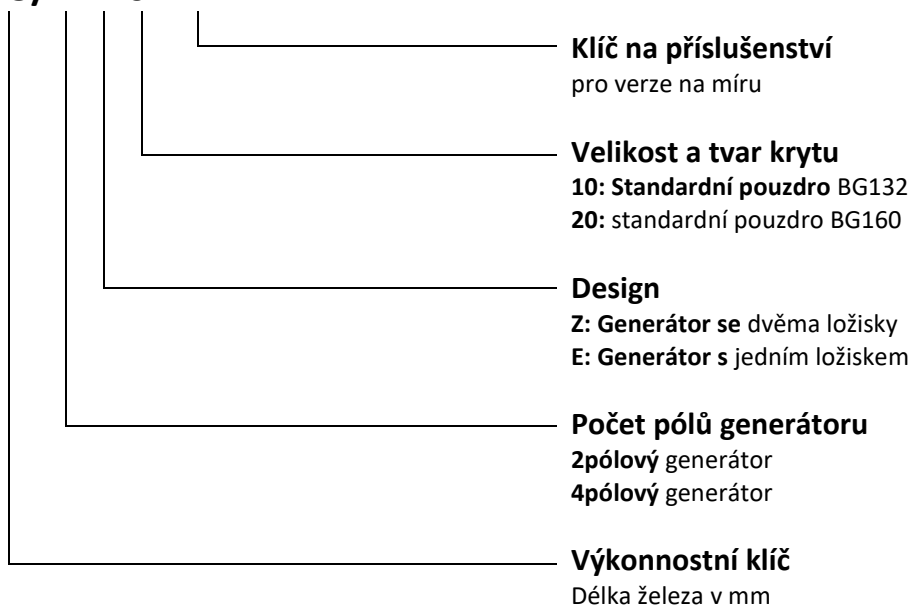 Klíč na příslušenství
pro verze na míru
Velikost a tvar krytu
10: Standardní pouzdro BG132
20: standardní pouzdro BG160
Design
Z: Generátor se dvěma ložisky
E: Generátor s jedním ložiskem
Počet pólů generátoru
2pólový generátor
4pólový generátor
Výkonnostní klíč
Délka železa v mm